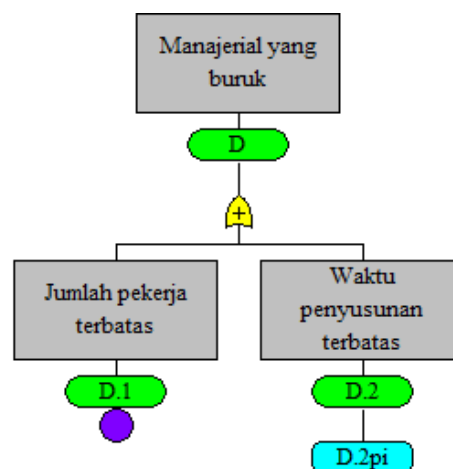 Manajerial yang
buruk
D
+
Jumlah pekerja
terbatas
Waktu
penyusunan
terbatas
D.1
D.2
D.2pi